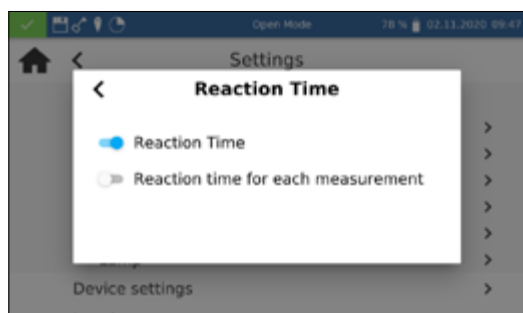 Open Mode 78 % 02.11.2020 09:47
Settings
Reaction Time
Reaction Time
Reaction time for each measurement
Device settings